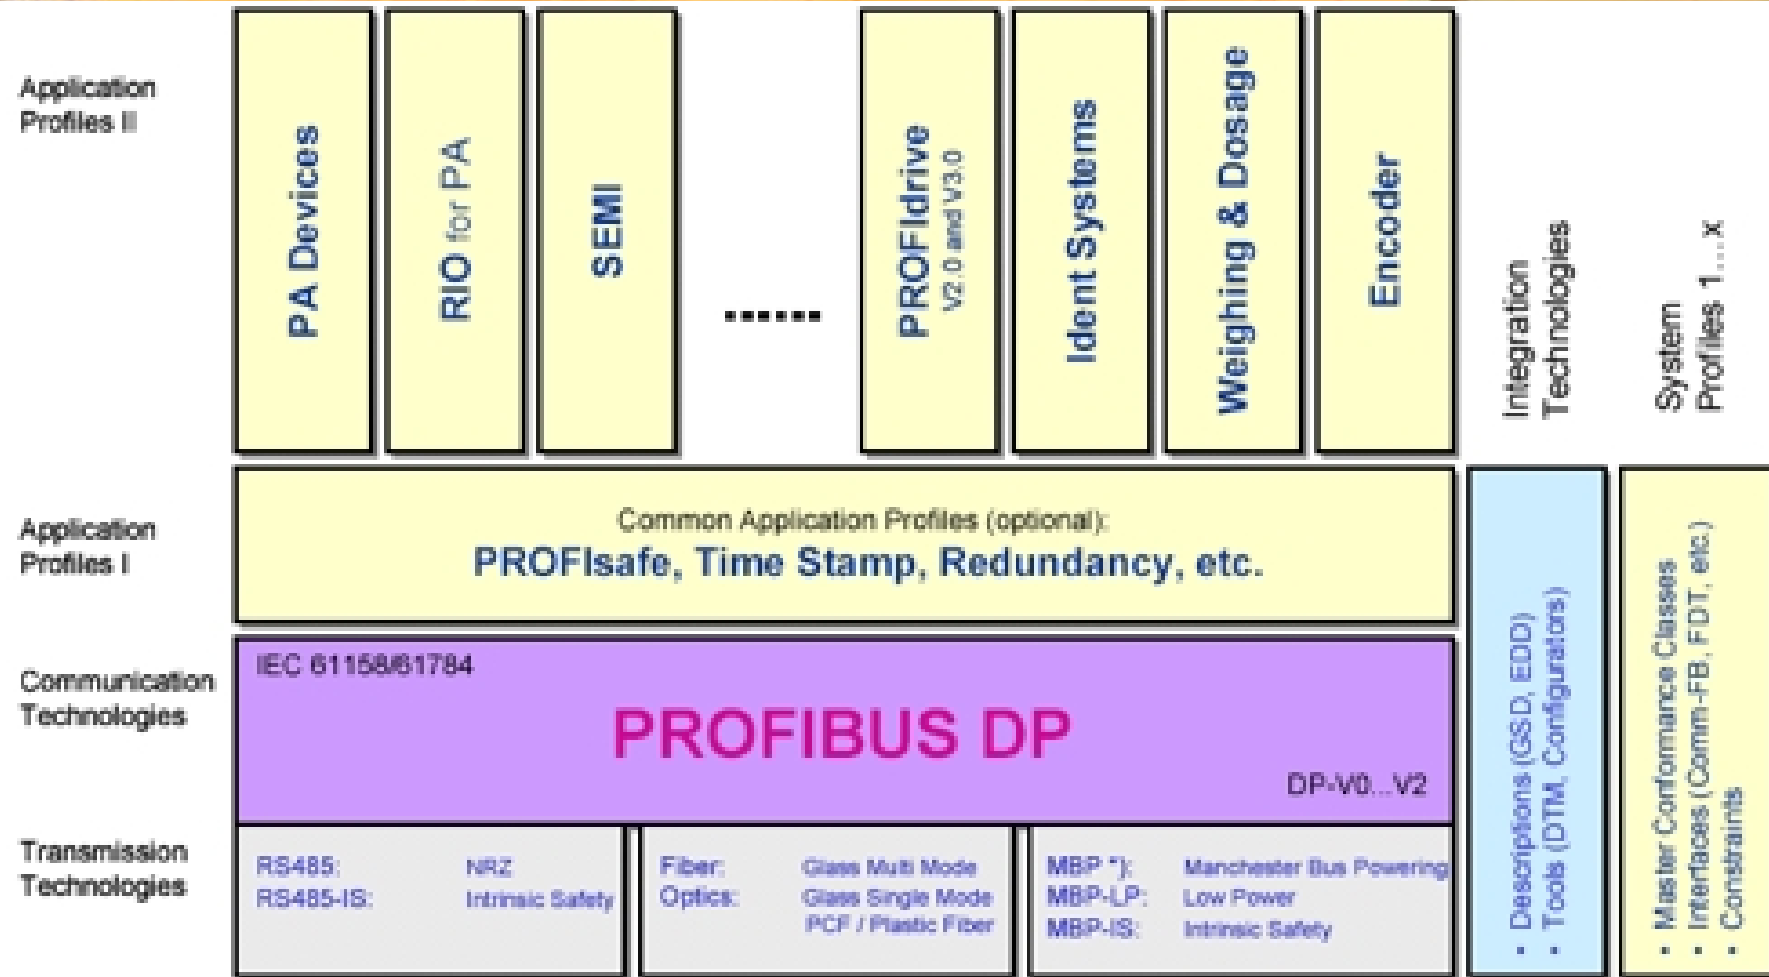 Application
Profiles II
PA Devices
RIO for PA
SEMI
......
PROFIdrive
V2.0 and V3.0
Ident Systems
Weighing & Dosage
Encoder
Integration
Technologies
System
Profiles 1...x
Application
Profiles I
Common Application Profiles (optional):
PROFIsafe, Time Stamp, Redundancy, etc.
Communication
Technologies
IEC 61158/61784
PROFIBUS DP
DP-V0...V2
Transmission
Technologies
RS485: NRZ
RS485-IS: Intrinsic Safety
Fiber: Glass Multi Mode
Optics: Glass Single Mode
PCF / Plastic Fiber
MBP *): Manchester Bus Powering
MBP-LP: Low Power
MBP-IS: Intrinsic Safety
• Descriptions (GSD, EDD)
• Tools (DTM, Configurators)
• Master Conformance Classes
• Interfaces (Comm-FB, FDT, etc.)
• Constraints